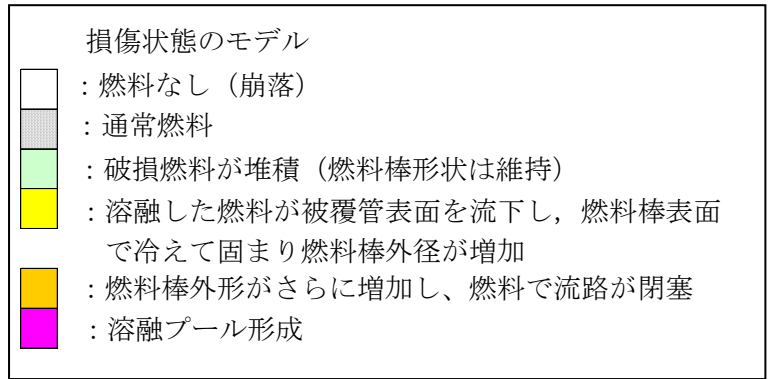 損傷状態のモデル
：燃料なし（崩落）
：通常燃料
：破損燃料が堆積（燃料棒形状は維持）
：溶融した燃料が被覆管表面を流下し，燃料棒表面
で冷えて固まり燃料棒外径が増加
：燃料棒外形がさらに増加し、燃料で流路が閉塞
：溶融プール形成